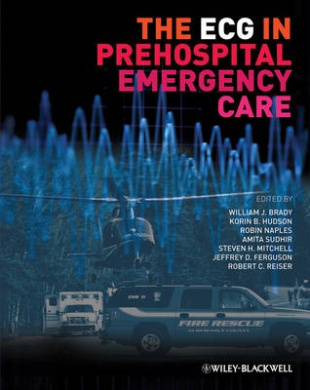 THE ECG IN
PREHOSPITAL
EMERGENCY
CARE
EDITED BY
WILLIAM J. BRADY
KORIN B. HUDSON
ROBIN NAPLES
AMITA SUDHIR
STEVEN H. MITCHELL
JEFFREY D. FERGUSON
ROBERT C. REISER
FIRE RESCUE
WILEY-BLACKWELL